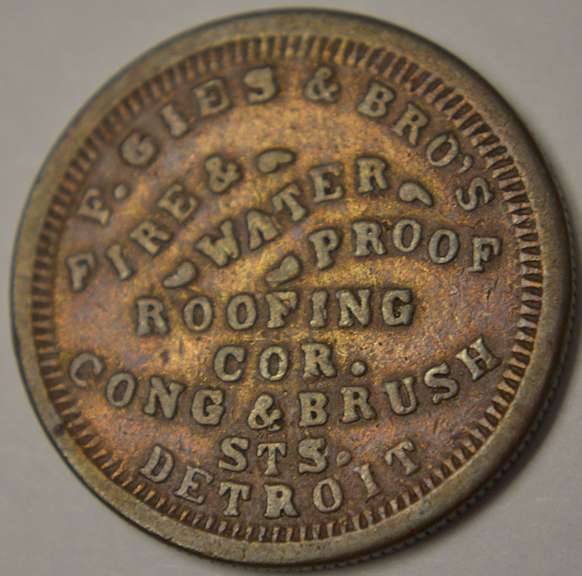 F. GIES & BRO'S
FIRE &
WATER
PROOF
ROOFING
COR.
CONG & BRUSH
STS.
DETROIT